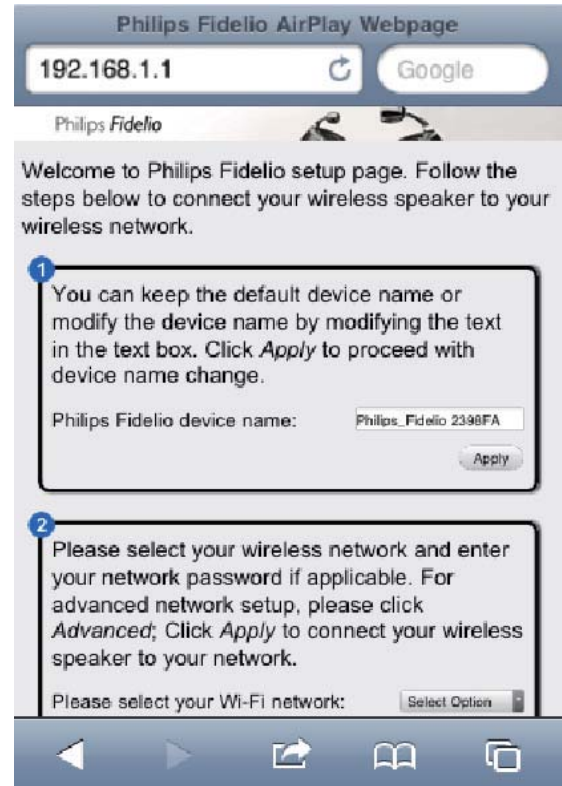 Philips Fidelio AirPlay Webpage
192.168.1.1
Google
Philips Fidelio
Welcome to Philips Fidelio setup page. Follow the
steps below to connect your wireless speaker to your
wireless network.
1
You can keep the default device name or
modify the device name by modifying the text
in the text box. Click Apply to proceed with
device name change.
Philips Fidelio device name: Philips_Fidelio 2398FA
Apply
2
Please select your wireless network and enter
your network password if applicable. For
advanced network setup, please click
Advanced; Click Apply to connect your wireless
speaker to your network.
Please select your Wi-Fi network: Select Option